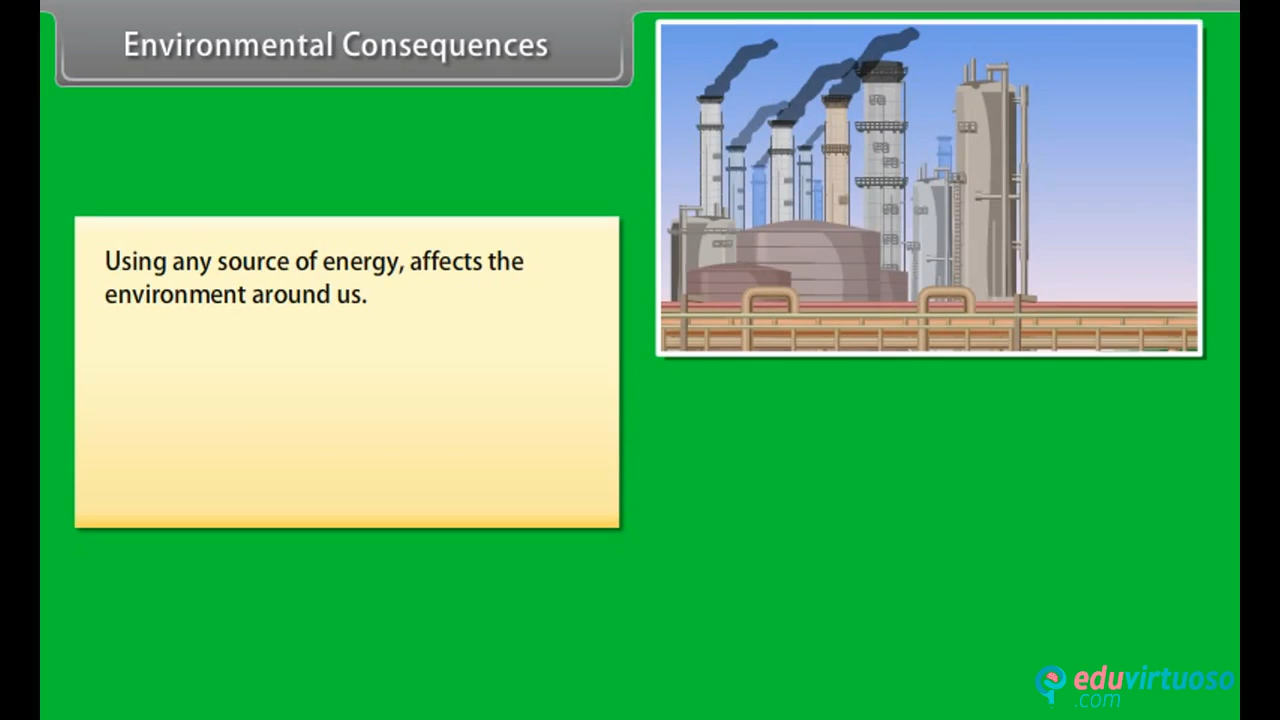 Environmental Consequences
Using any source of energy, affects the
environment around us.
eduvirtuoso
.com